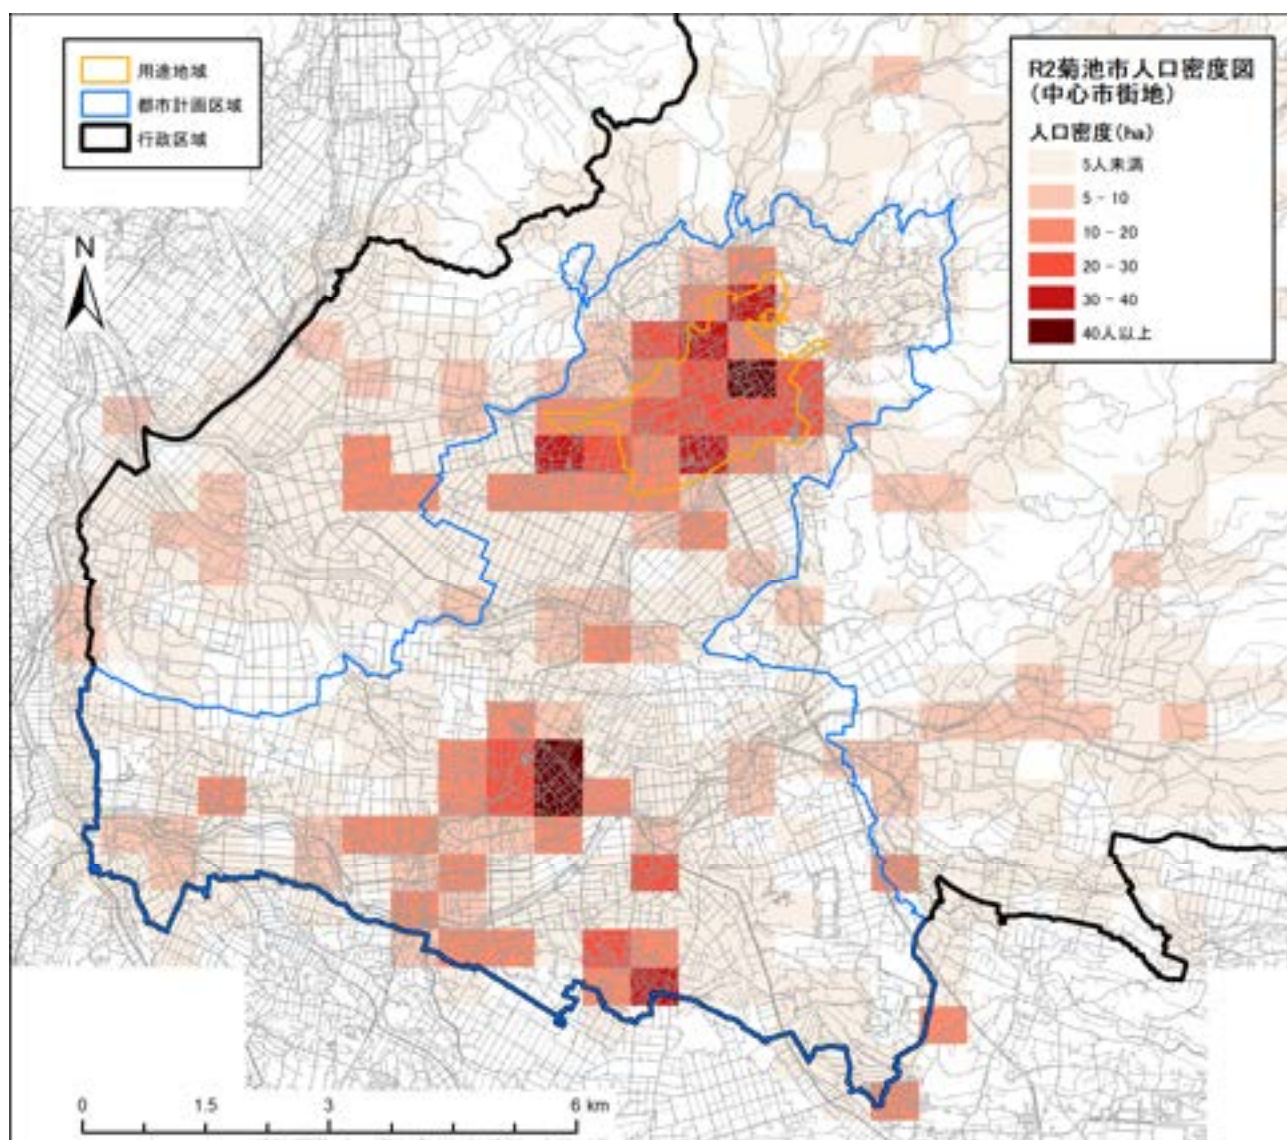 用途地域
都市計画区域
行政区域
R2菊池市人口密度図
(中心市街地)
人口密度(ha)
5人未満
5 - 10
10 - 20
20 - 30
30 - 40
40人以上
N
0 1.5 3 6 km